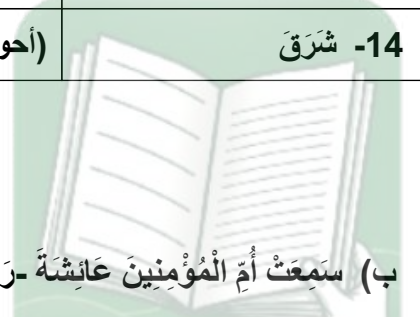 14- شَرَقَ
(أحو
ب) سَمِعَتْ أُمِّ الْمُؤْمِنِينَ عَائِشَةَ -رَ